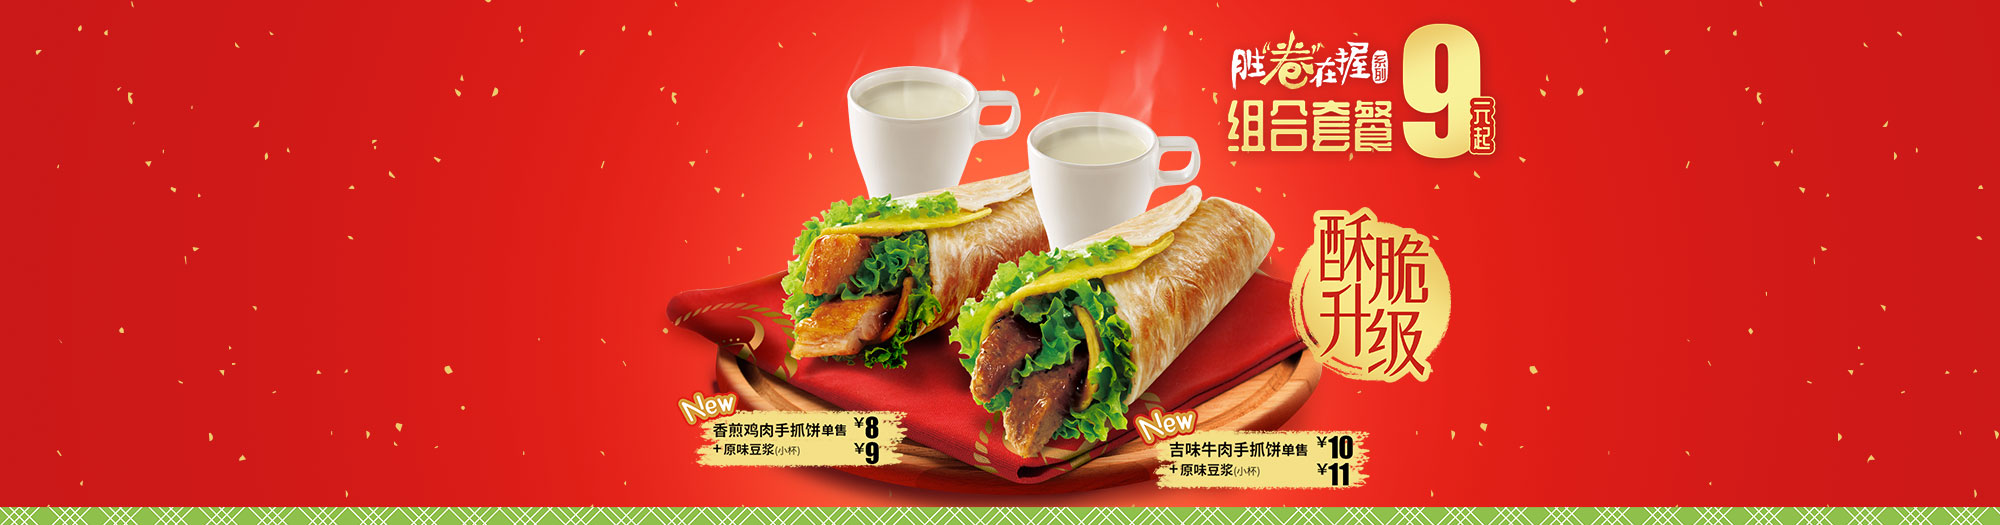 胜“卷”在握系列
组合套餐9元起
酥脆
升级
New
香煎鸡肉手抓饼单售 ¥8
+原味豆浆(小杯) ¥9
New
吉味牛肉手抓饼单售 ¥10
+原味豆浆(小杯) ¥11